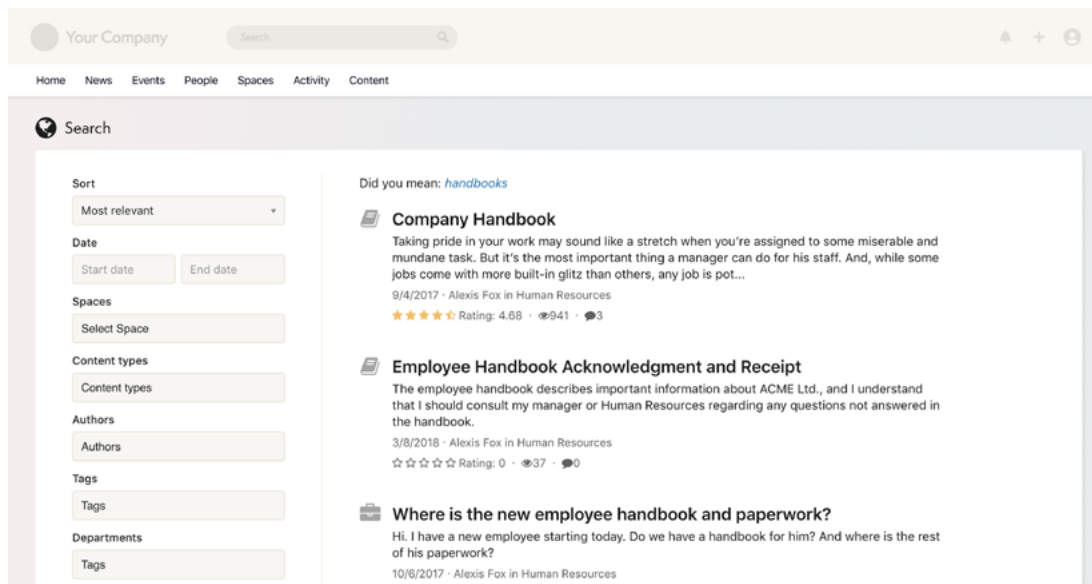 Your Company
Search
Home News Events People Spaces Activity Content
Search
Sort
Most relevant
Date
Start date End date
Spaces
Select Space
Content types
Content types
Authors
Authors
Tags
Tags
Departments
Tags
Did you mean: handbooks
Company Handbook
Taking pride in your work may sound like a stretch when you're assigned to some miserable and
mundane task. But it's the most important thing a manager can do for his staff. And, while some
jobs come with more built-in glitz than others, any job is pot...
9/4/2017 · Alexis Fox in Human Resources
Rating: 4.68 · 941 · 3
Employee Handbook Acknowledgment and Receipt
The employee handbook describes important information about ACME Ltd., and I understand
that I should consult my manager or Human Resources regarding any questions not answered in
the handbook.
3/8/2018 · Alexis Fox in Human Resources
Rating: 0 · 37 · 0
Where is the new employee handbook and paperwork?
Hi. I have a new employee starting today. Do we have a handbook for him? And where is the rest
of his paperwork?
10/6/2017 · Alexis Fox in Human Resources